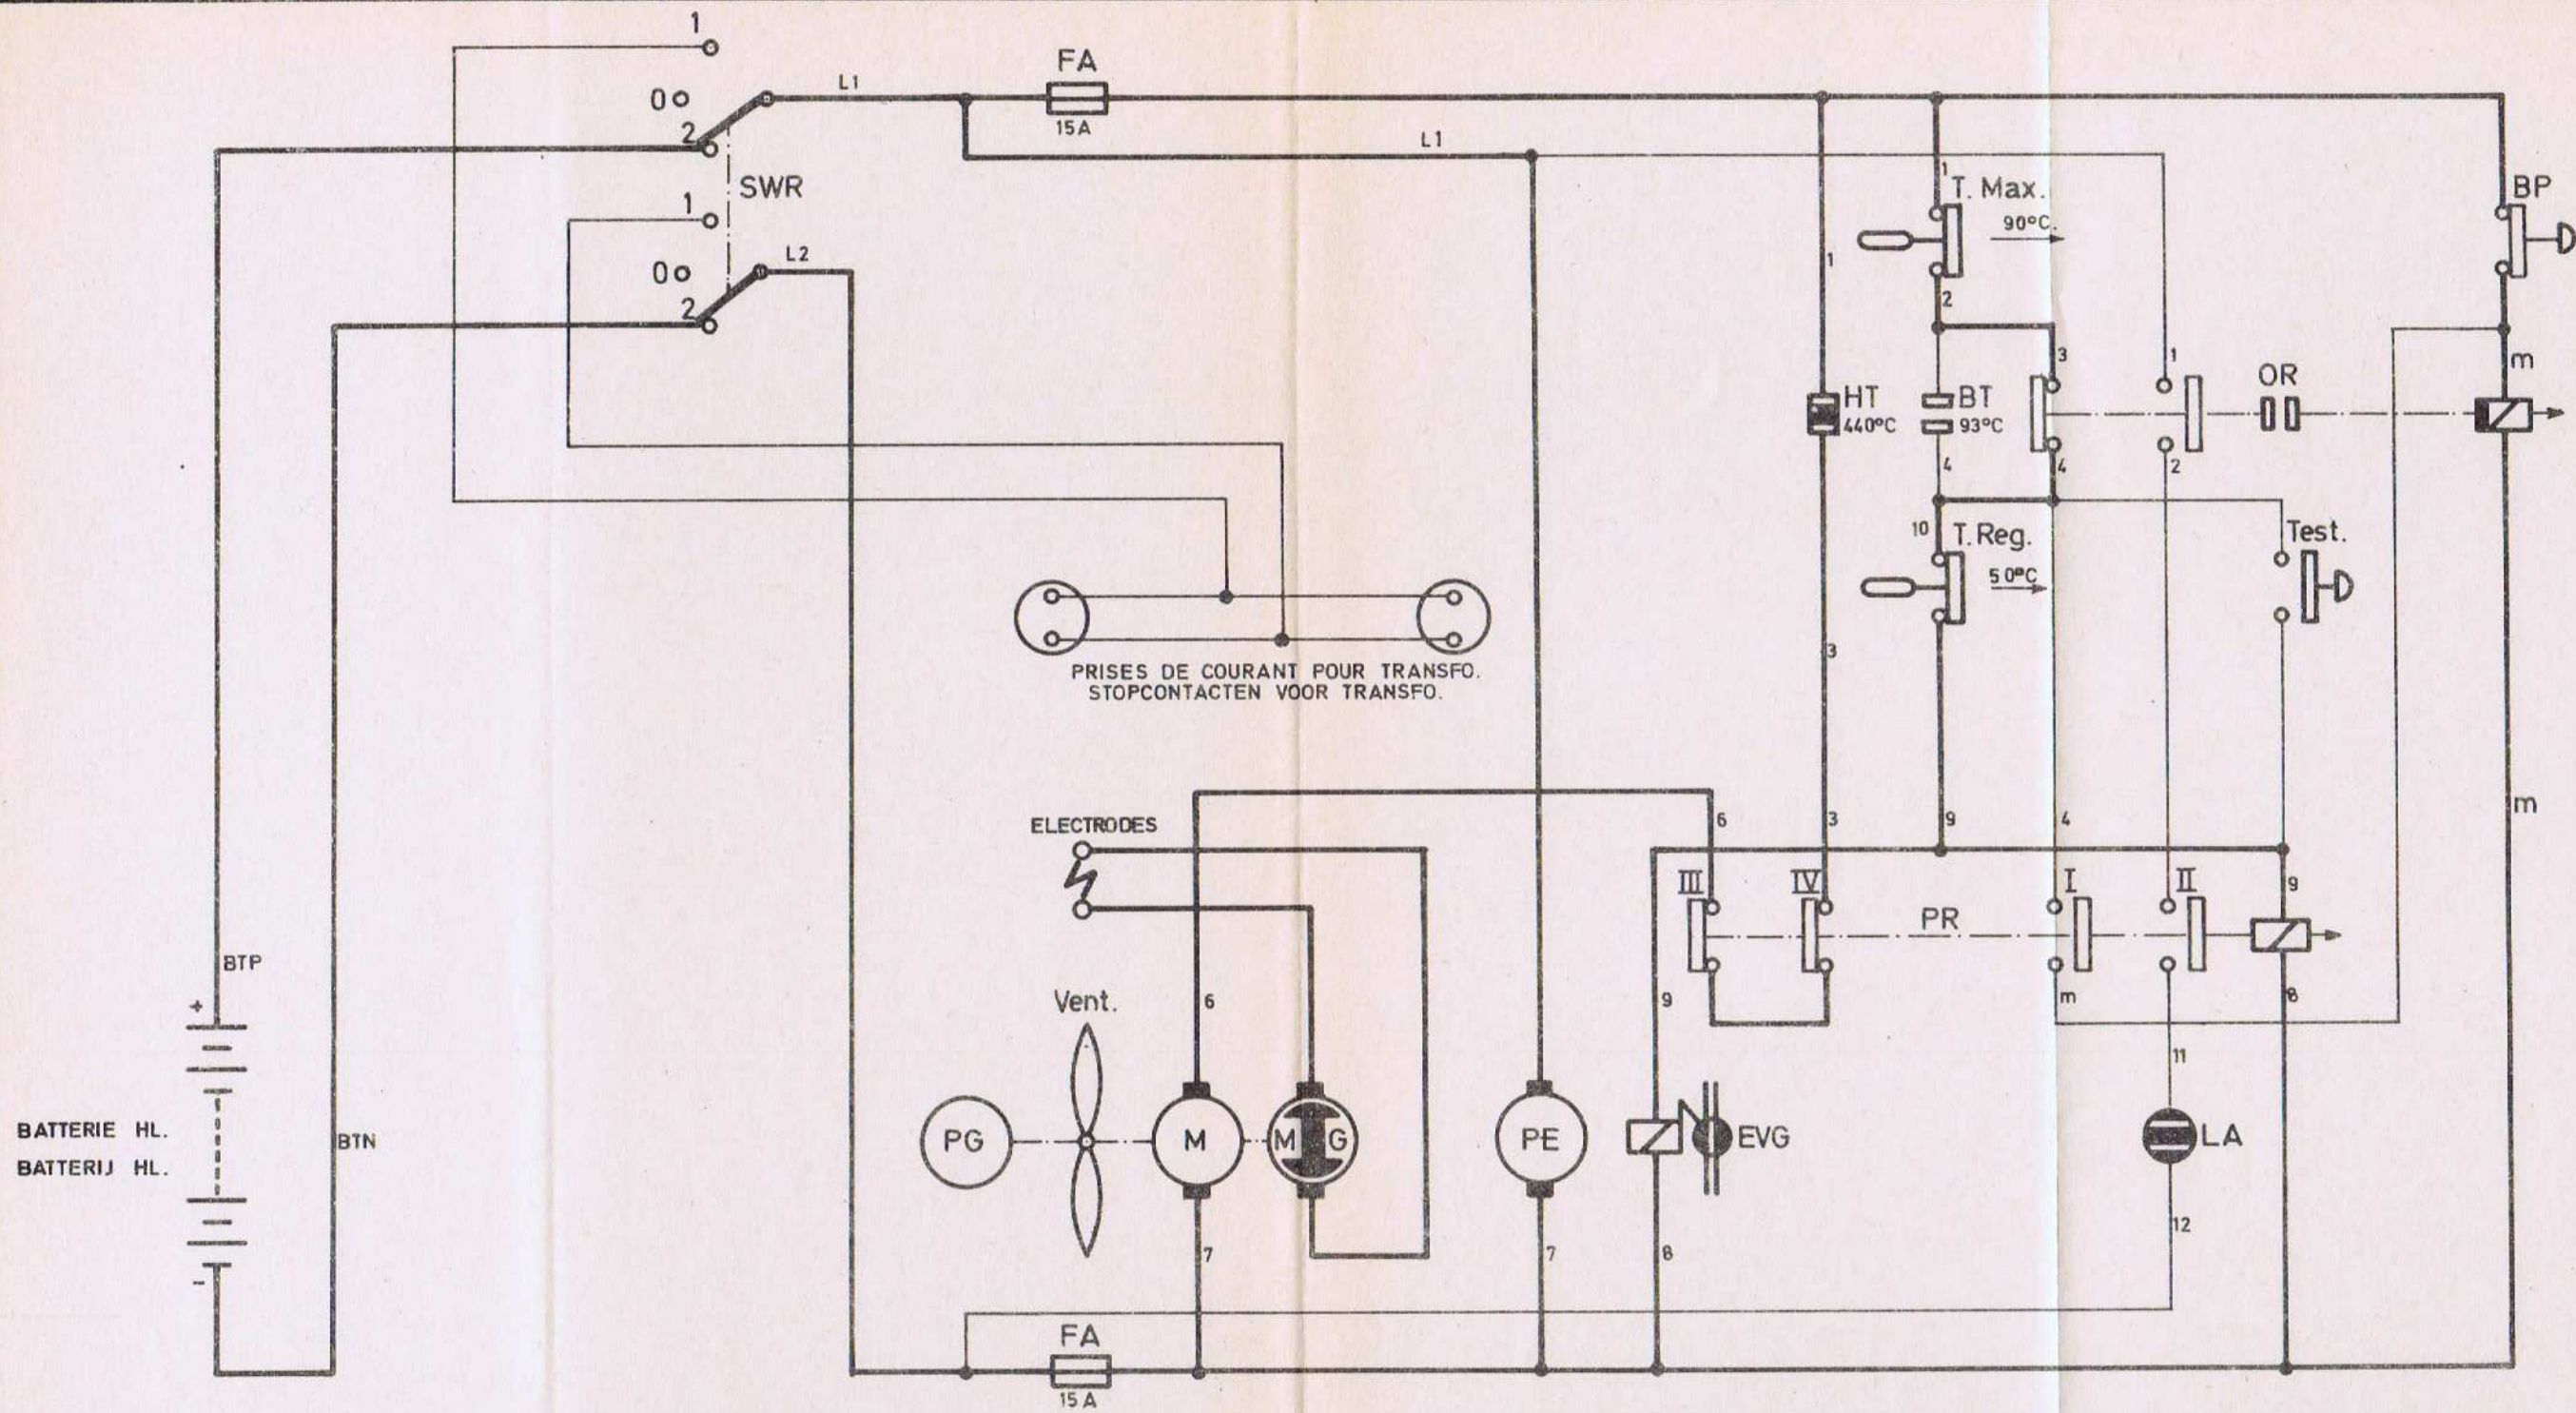 1
0
2
L1
FA
15A
L1
SWR
1
0
2
L2
1
T. Max.
90°C.
BP
1
2
3
1
OR
m
HT
440°C
BT
93°C
4
4
2
10
T.Reg.
50°C
Test.
PRISES DE COURANT POUR TRANSFO.
STOPCONTACTEN VOOR TRANSFO.
3
m
ELECTRODES
6
3
9
4
III
IV
I
II
9
PR
BTP
+
Vent.
6
9
m
8
11
BATTERIE HL.
BATTERIJ HL.
BTN
PG
M
M G
PE
EVG
LA
12
-
7
7
8
FA
15A